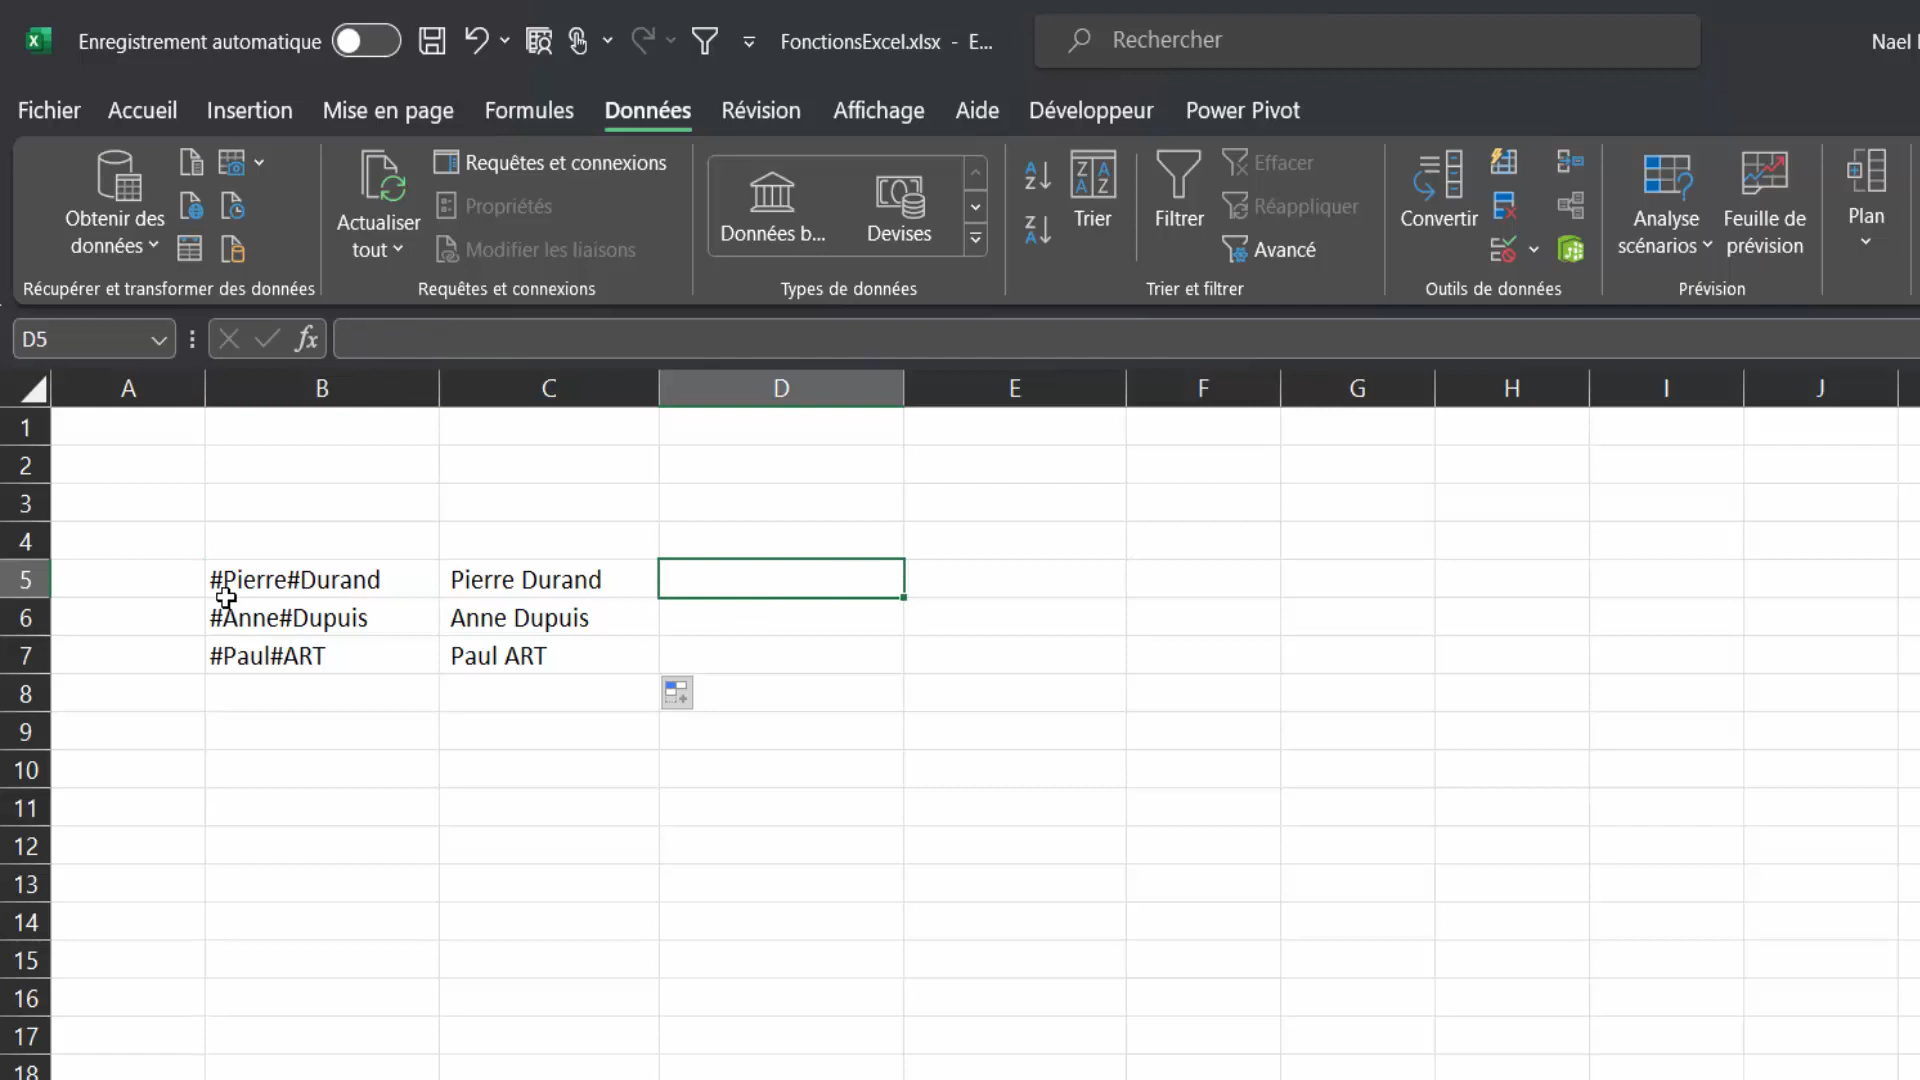 Enregistrement automatique
FonctionsExcel.xlsx - E...
Rechercher
Nael
Fichier Accueil Insertion Mise en page Formules Données Révision Affichage Aide Développeur Power Pivot
Obtenir des données
Récupérer et transformer des données
Actualiser tout
Requêtes et connexions
Propriétés
Modifier les liaisons
Requêtes et connexions
Données b...
Devises
Types de données
Trier
Filtrer
Effacer
Réappliquer
Avancé
Trier et filtrer
Convertir
Outils de données
Analyse scénarios
Feuille de prévision
Prévision
Plan
D5
fx
A B C D E F G H I J
1
2
3
4
5 #Pierre#Durand Pierre Durand
6 #Anne#Dupuis Anne Dupuis
7 #Paul#ART Paul ART
8
9
10
11
12
13
14
15
16
17
18